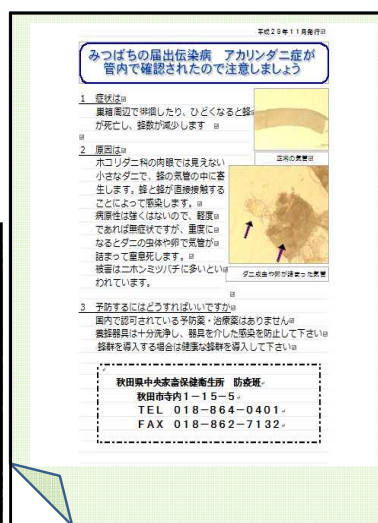 平成29年11月発行
みつばちの届出伝染病　アカリンダニ症が
管内で確認されたので注意しましょう
1　症状は
巣箱周辺で徘徊したり、ひどくなると蜂
が死亡し、蜂数が減少します
正常の気管
2　原因は
ホコリダニ科の肉眼では見えない
小さなダニで、蜂の気管の中に寄
生します。蜂と蜂が直接接触する
ことによって感染します。
病原性は強くはないので、軽度
であれば無症状ですが、重度に
なるとダニの虫体や卵で気管が
詰まって窒息死します。
被害はニホンミツバチに多いとい
われています。
ダニ成虫や卵が詰まった気管
3　予防するにはどうすればいいですか
国内で認可されている予防薬・治療薬はありません
養蜂器具は十分洗浄し、器具を介した感染を防止して下さい
蜂群を導入する場合は健康な蜂群を導入して下さい
秋田県中央家畜保健衛生所　防疫班
秋田市寺内1－15－5
TEL　018－864－0401
FAX　018－862－7132